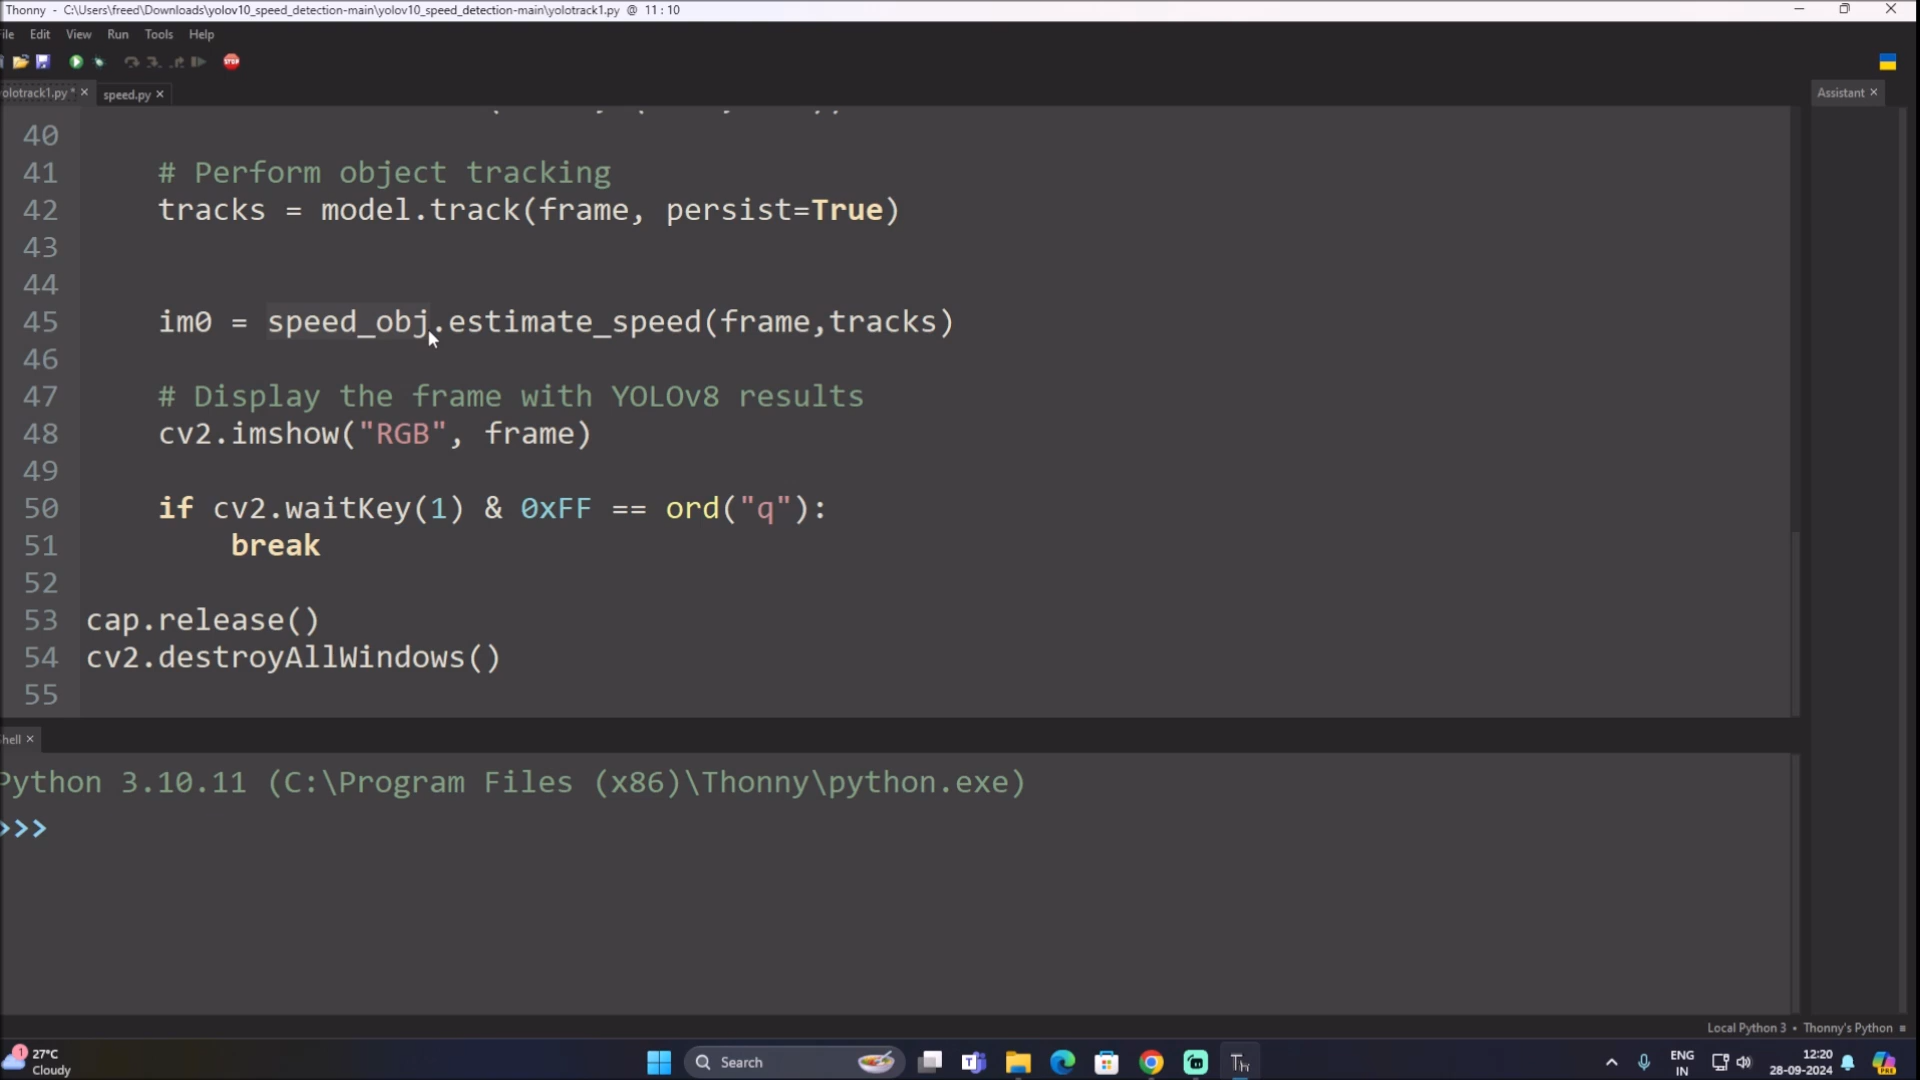 Thonny - C:\Users\freed\Downloads\yolov10_speed_detection-main\yolov10_speed_detection-main\yolotrack1.py @ 11 : 10
Edit View Run Tools Help
STOP
olotrack1.py * × speed.py ×
Assistant ×
40
41 # Perform object tracking
42 tracks = model.track(frame, persist=True)
43
44
45 im0 = speed_obj.estimate_speed(frame,tracks)
46
47 # Display the frame with YOLOv8 results
48 cv2.imshow("RGB", frame)
49
50 if cv2.waitKey(1) & 0xFF == ord("q"):
51 break
52
53 cap.release()
54 cv2.destroyAllWindows()
55
hell ×
Python 3.10.11 (C:\Program Files (x86)\Thonny\python.exe)
>>>
Local Python 3 • Thonny's Python ≡
1 27°C
Cloudy
Search
ENG
IN
12:20
28-09-2024
PRE